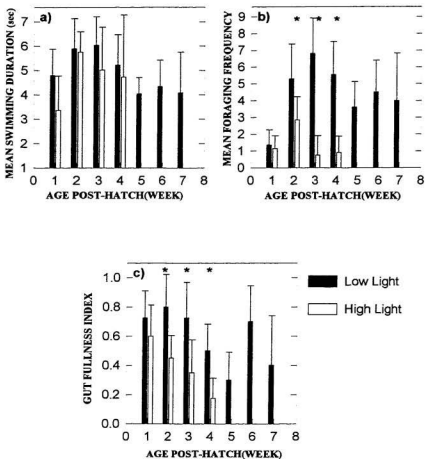 a)
MEAN SWIMMING DURATION (sec)
7
6
5
4
3
2
1
0 1 2 3 4 5 6 7 8
AGE POST-HATCH(WEEK)
b)
MEAN FORAGING FREQUENCY
9
8
7
6
5
4
3
2
1
0
* * *
0 1 2 3 4 5 6 7 8
AGE POST-HATCH(WEEK)
c)
GUT FULLNESS INDEX
1.0
0.8
0.6
0.4
0.2
0.0
* * *
0 1 2 3 4 5 6 7 8
AGE POST-HATCH(WEEK)
Low Light
High Light